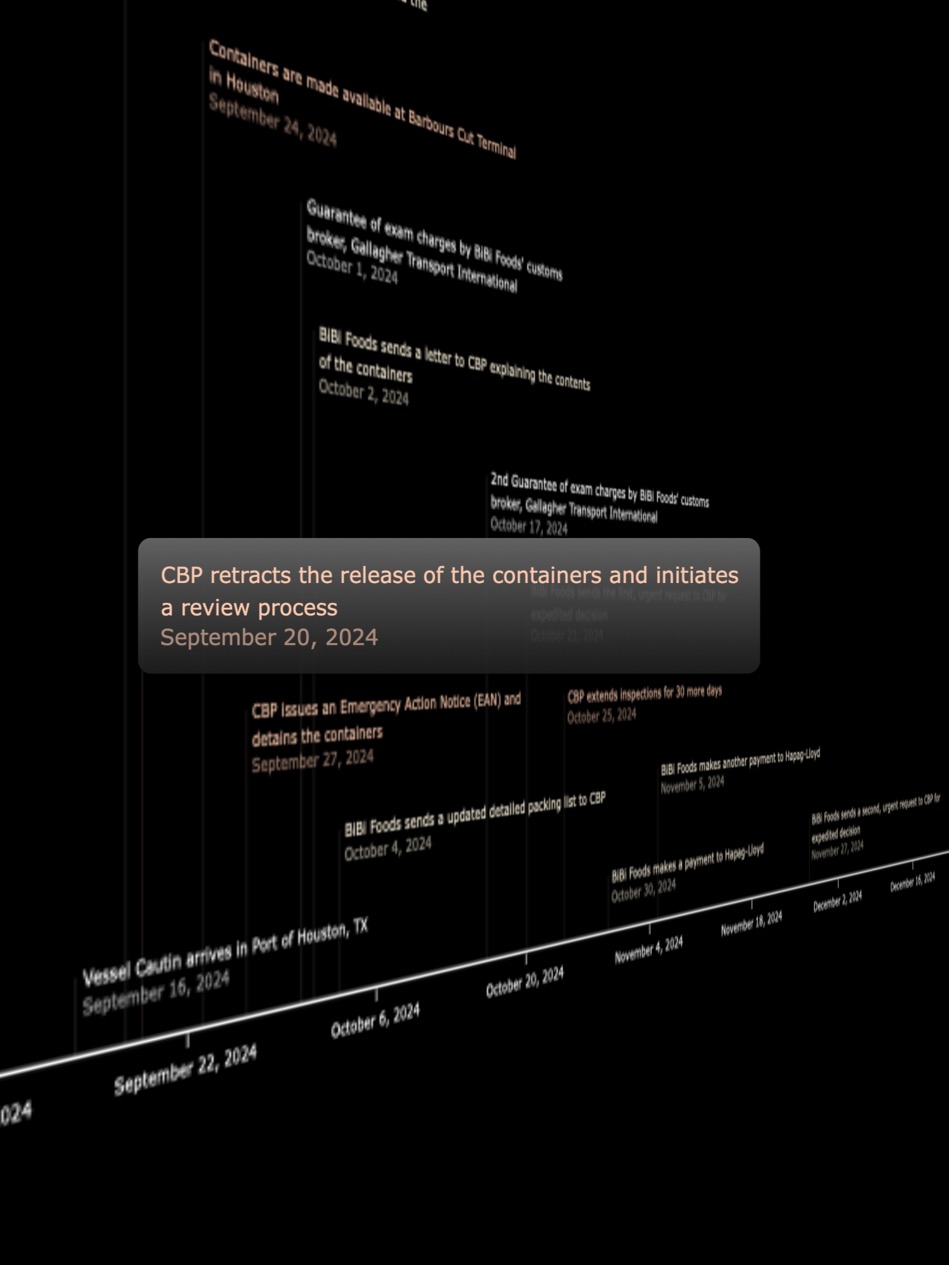 the
Containers are made available at Barbours Cut Terminal
in Houston
September 24, 2024
Guarantee of exam charges by BiBi Foods' customs
broker, Gallagher Transport International
October 1, 2024
BiBi Foods sends a letter to CBP explaining the contents
of the containers
October 2, 2024
2nd Guarantee of exam charges by BiBi Foods' customs
broker, Gallagher Transport International
October 17, 2024
CBP retracts the release of the containers and initiates
a review process
September 20, 2024
BiBi Foods sends the first, urgent request to CBP for
expedited decision
CBP issues an Emergency Action Notice (EAN) and
detains the containers
September 27, 2024
CBP extends inspections for 30 more days
October 25, 2024
BiBi Foods makes another payment to Hapag-Lloyd
November 5, 2024
BiBi Foods sends a updated detailed packing list to CBP
October 4, 2024
BiBi Foods sends a second, urgent request to CBP for
expedited decision
November 27, 2024
BiBi Foods makes a payment to Hapag-Lloyd
October 30, 2024
Vessel Cautin arrives in Port of Houston, TX
September 16, 2024
024
September 22, 2024
October 6, 2024
October 20, 2024
November 4, 2024
November 18, 2024
December 2, 2024
December 16, 2024